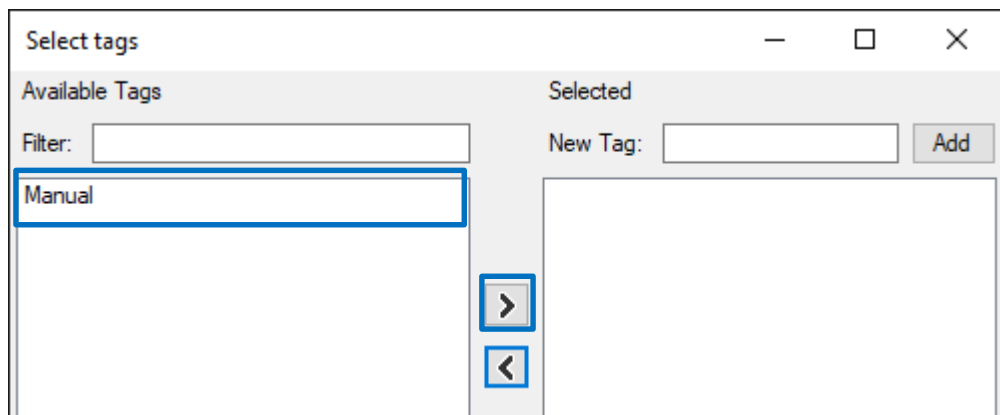 Select tags
Available Tags
Selected
Filter:
New Tag:
Add
Manual
>
<